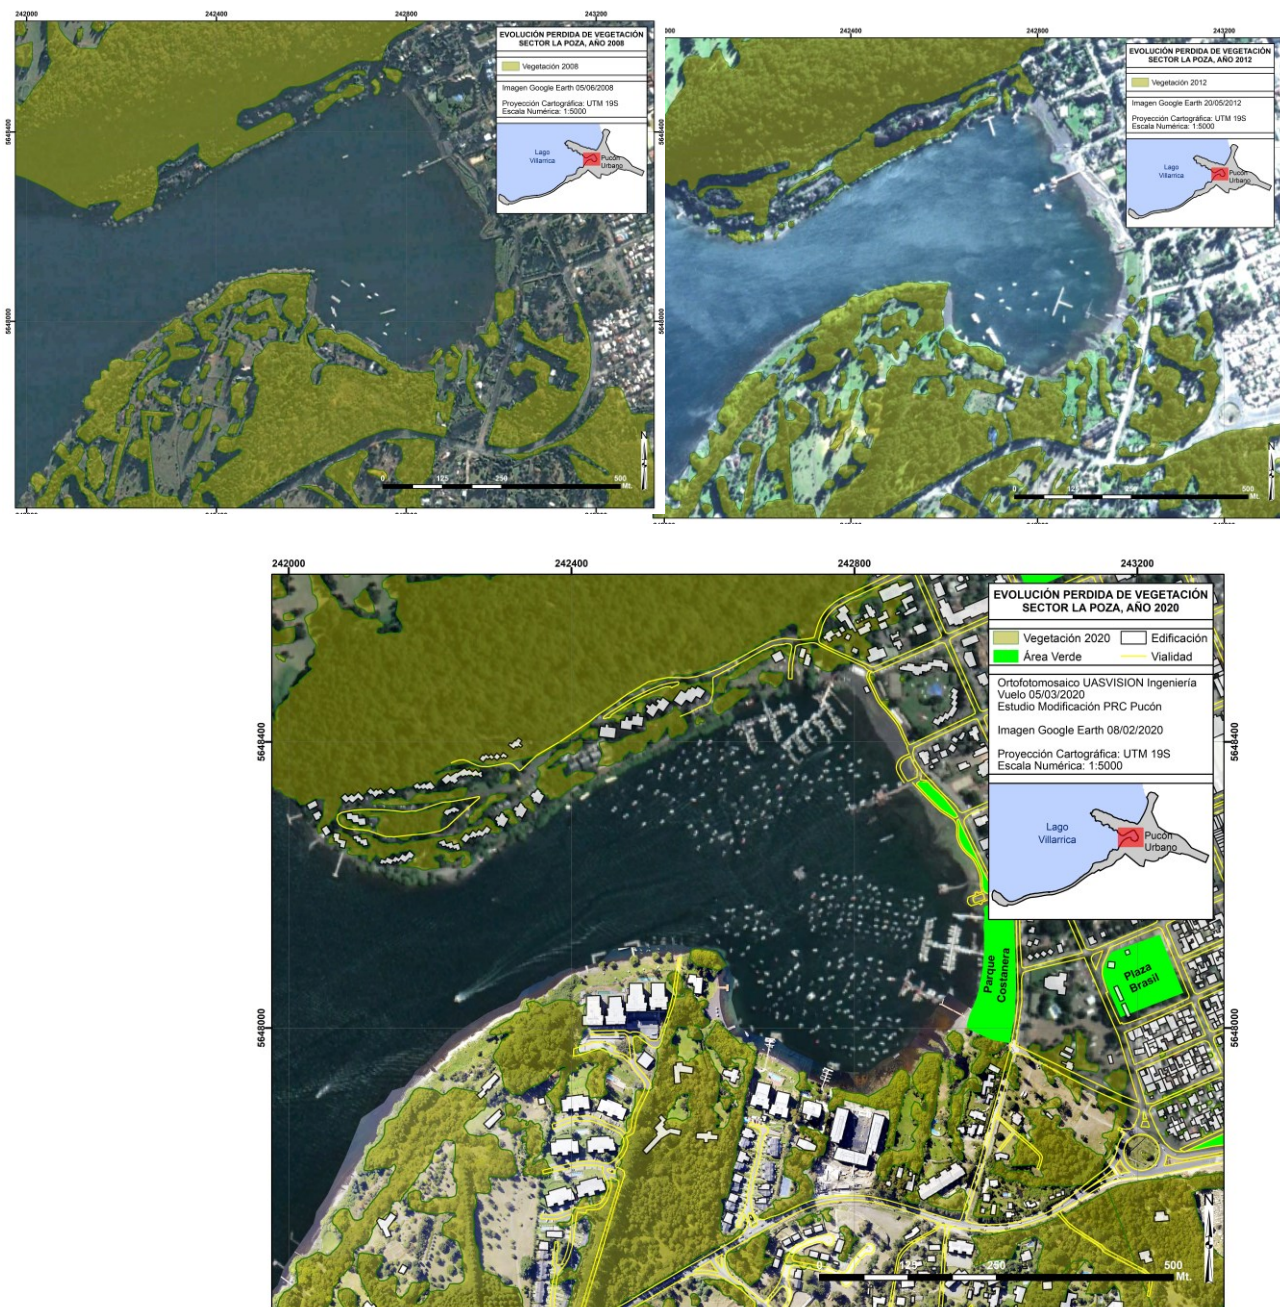 242000
242400
242800
243200
5648400
5648000
EVOLUCIÓN PERDIDA DE VEGETACIÓN
SECTOR LA POZA, AÑO 2008
Vegetación 2008
Imagen Google Earth 05/06/2008
Proyección Cartográfica: UTM 19S
Escala Numérica: 1:5000
Lago
Villarrica
Pucón
Urbano
N
0 125 250 500
Mt.
242400
242800
243200
5648400
5648000
EVOLUCIÓN PERDIDA DE VEGETACIÓN
SECTOR LA POZA, AÑO 2012
Vegetación 2012
Imagen Google Earth 20/05/2012
Proyección Cartográfica: UTM 19S
Escala Numérica: 1:5000
Lago
Villarrica
Pucón
Urbano
N
0 125 250 500
Mt.
242000
242400
242800
243200
5648400
5648400
5648000
5648000
EVOLUCIÓN PERDIDA DE VEGETACIÓN
SECTOR LA POZA, AÑO 2020
Vegetación 2020
Edificación
Área Verde
Vialidad
Ortofotomosaico UASVISION Ingeniería
Vuelo 05/03/2020
Estudio Modificación PRC Pucón
Imagen Google Earth 08/02/2020
Proyección Cartográfica: UTM 19S
Escala Numérica: 1:5000
Lago
Villarrica
Pucón
Urbano
Parque
Costanera
Plaza
Brasil
N
0 125 250 500
Mt.